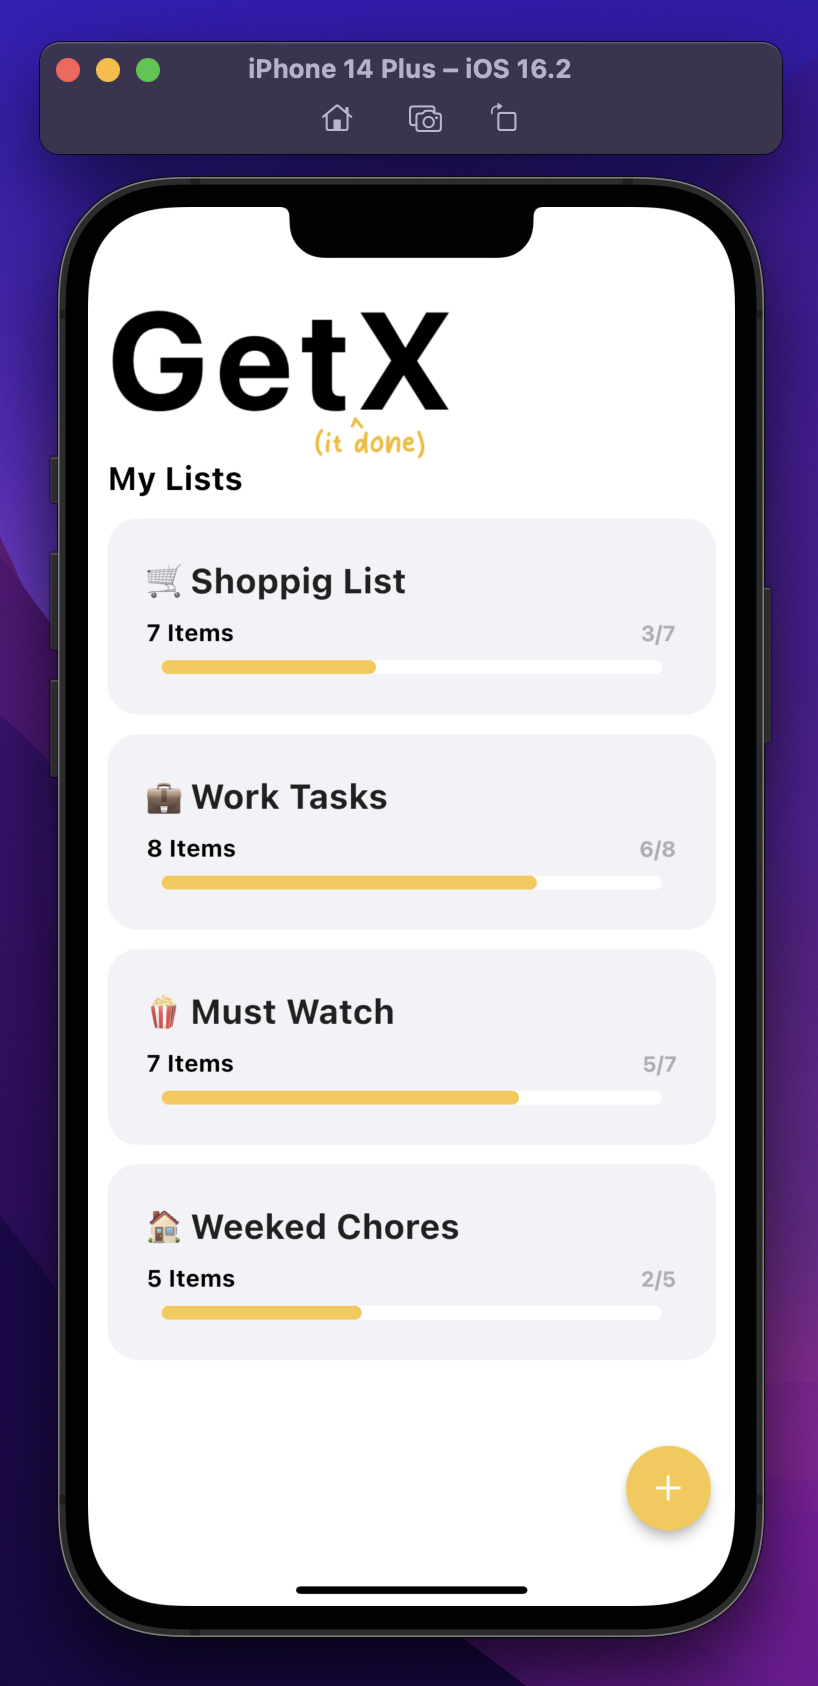 iPhone 14 Plus – iOS 16.2
GetX
(it ^ done)
My Lists
🛒 Shoppig List
7 Items 3/7
💼 Work Tasks
8 Items 6/8
🍿 Must Watch
7 Items 5/7
🏠 Weeked Chores
5 Items 2/5
+